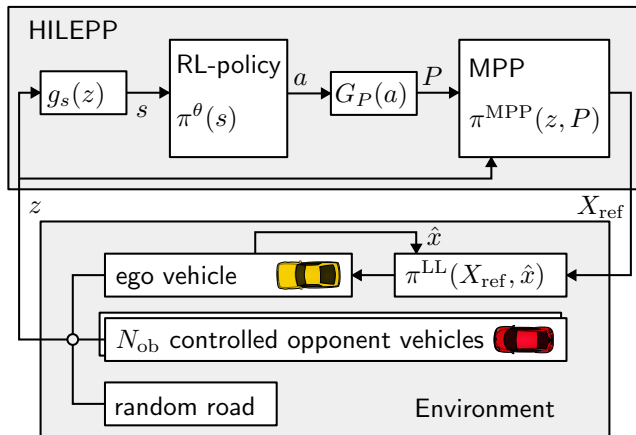 HILEPP
RL-policy
MPP
g_s(z)
s
π^θ(s)
a
G_P(a)
P
π^MPP(z, P)
z
X_ref
x̂
ego vehicle
π^LL(X_ref, x̂)
N_ob controlled opponent vehicles
random road
Environment